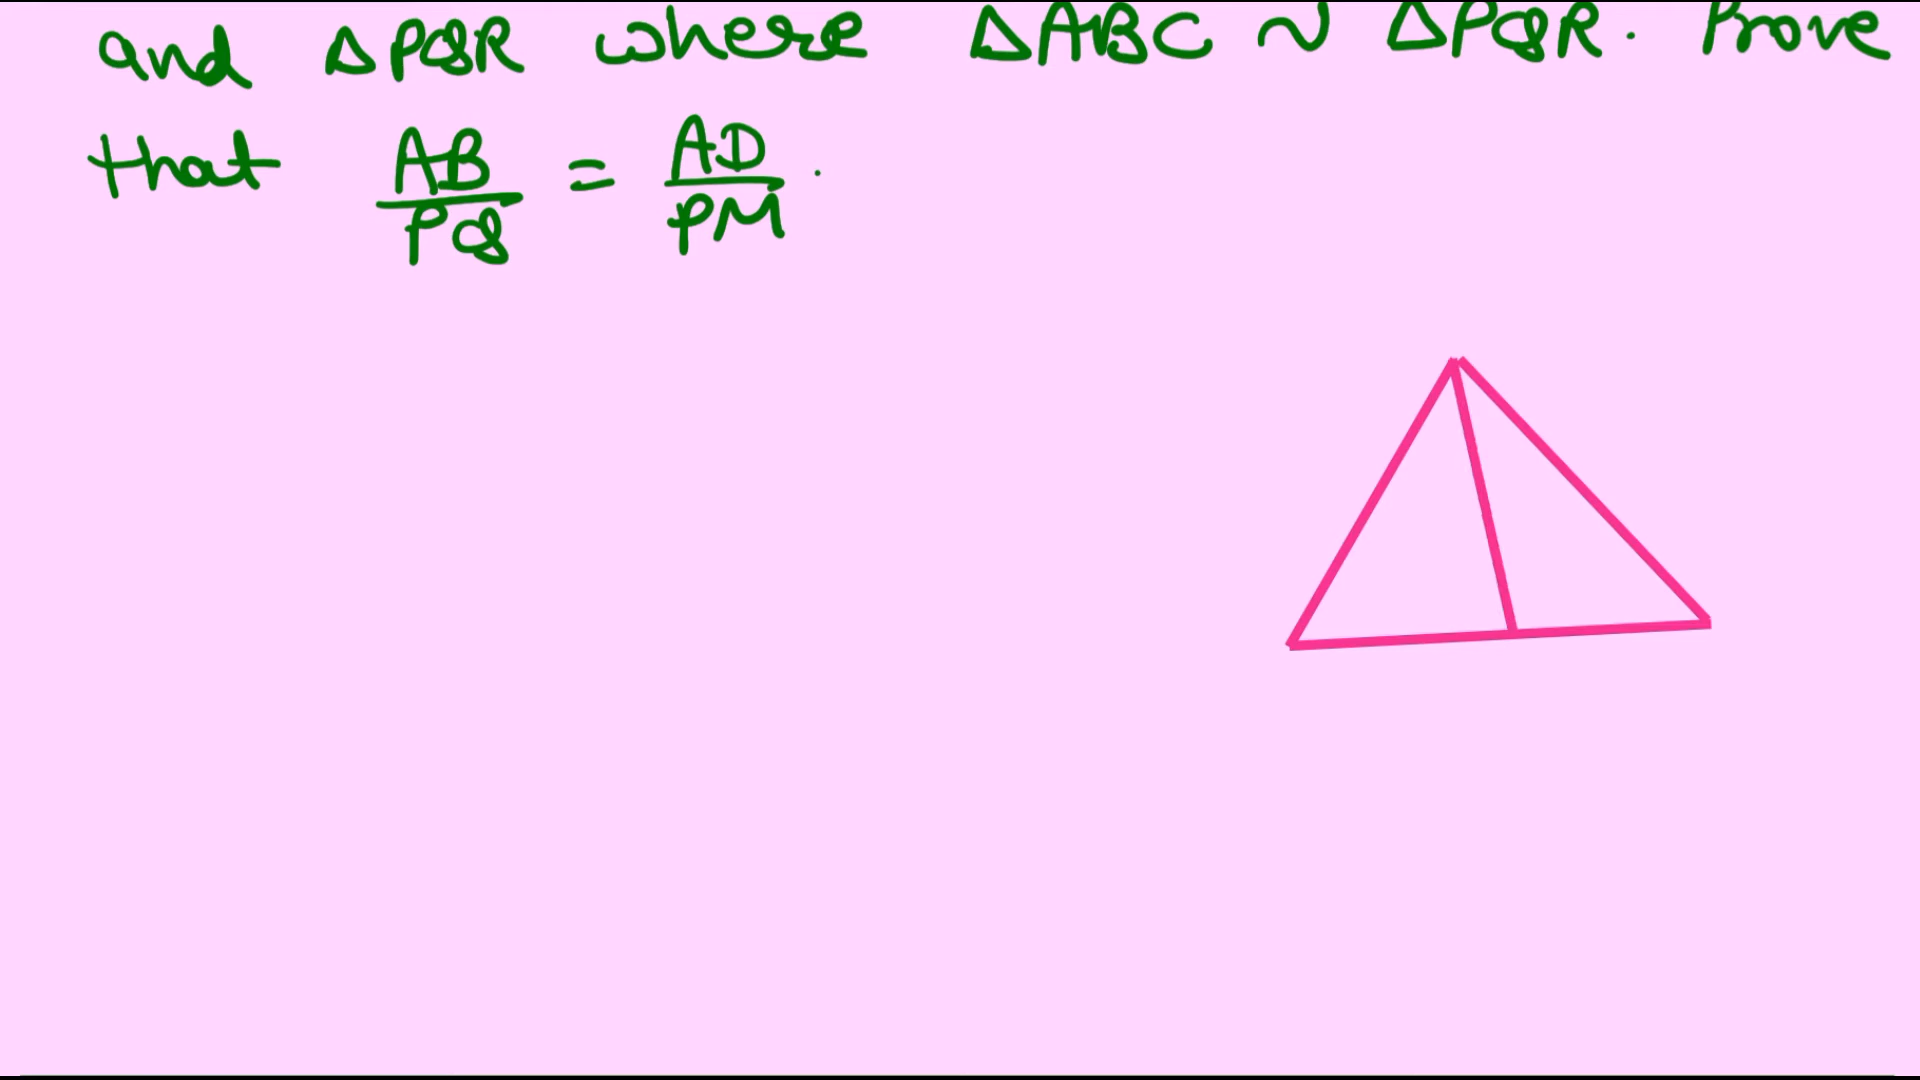 and ΔPQR where ΔABC ~ ΔPQR. Prove
that AB/PQ = AD/PM.